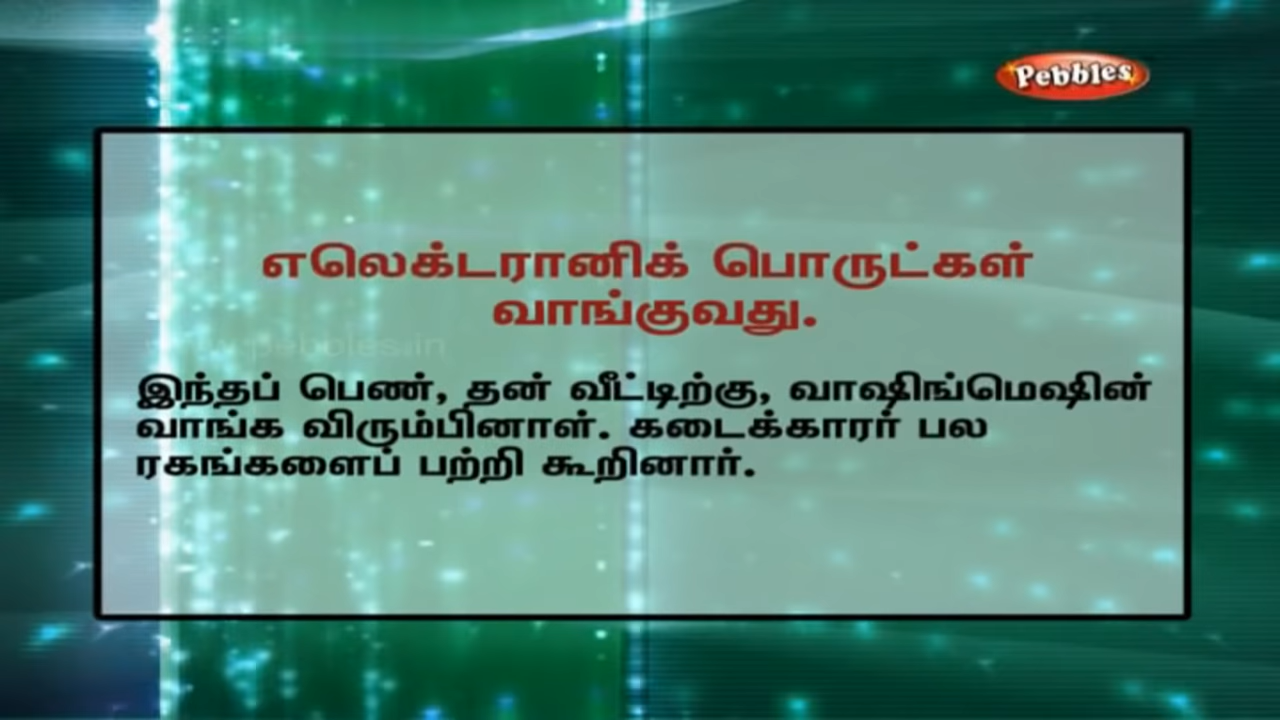 Pebbles
எலெக்டரானிக் பொருட்கள்
வாங்குவது.
இந்தப் பெண், தன் வீட்டிற்கு, வாஷிங்மெஷின்
வாங்க விரும்பினாள். கடைக்காரர் பல
ரகங்களைப் பற்றி கூறினார்.